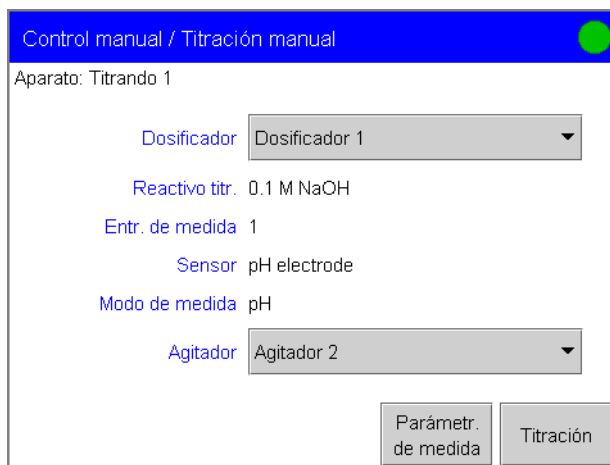 Control manual / Titración manual
Aparato: Titrando 1
Dosificador Dosificador 1
Reactivo titr. 0.1 M NaOH
Entr. de medida 1
Sensor pH electrode
Modo de medida pH
Agitador Agitador 2
Parámetr.
de medida
Titración